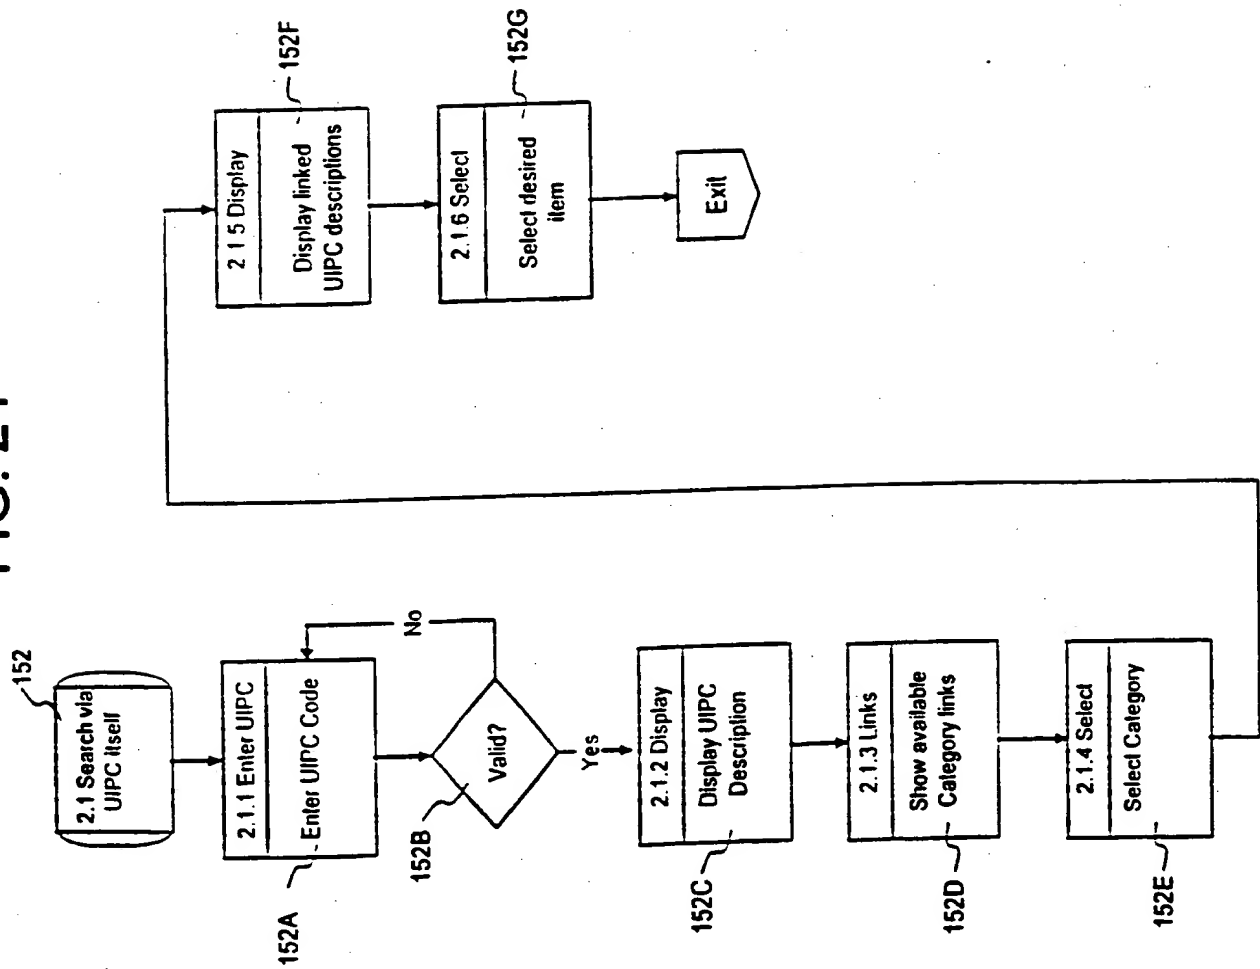 152
2.1 Search via
UIPC Itself
2.1.1 Enter UIPC
Enter UIPC Code
152A
Valid?
152B
No
Yes
2.1.2 Display
Display UIPC
Description
152C
2.1.3 Links
Show available
Category links
152D
2.1.4 Select
Select Category
152E
2.1.5 Display
Display linked
UIPC descriptions
152F
2.1.6 Select
Select desired
item
152G
Exit